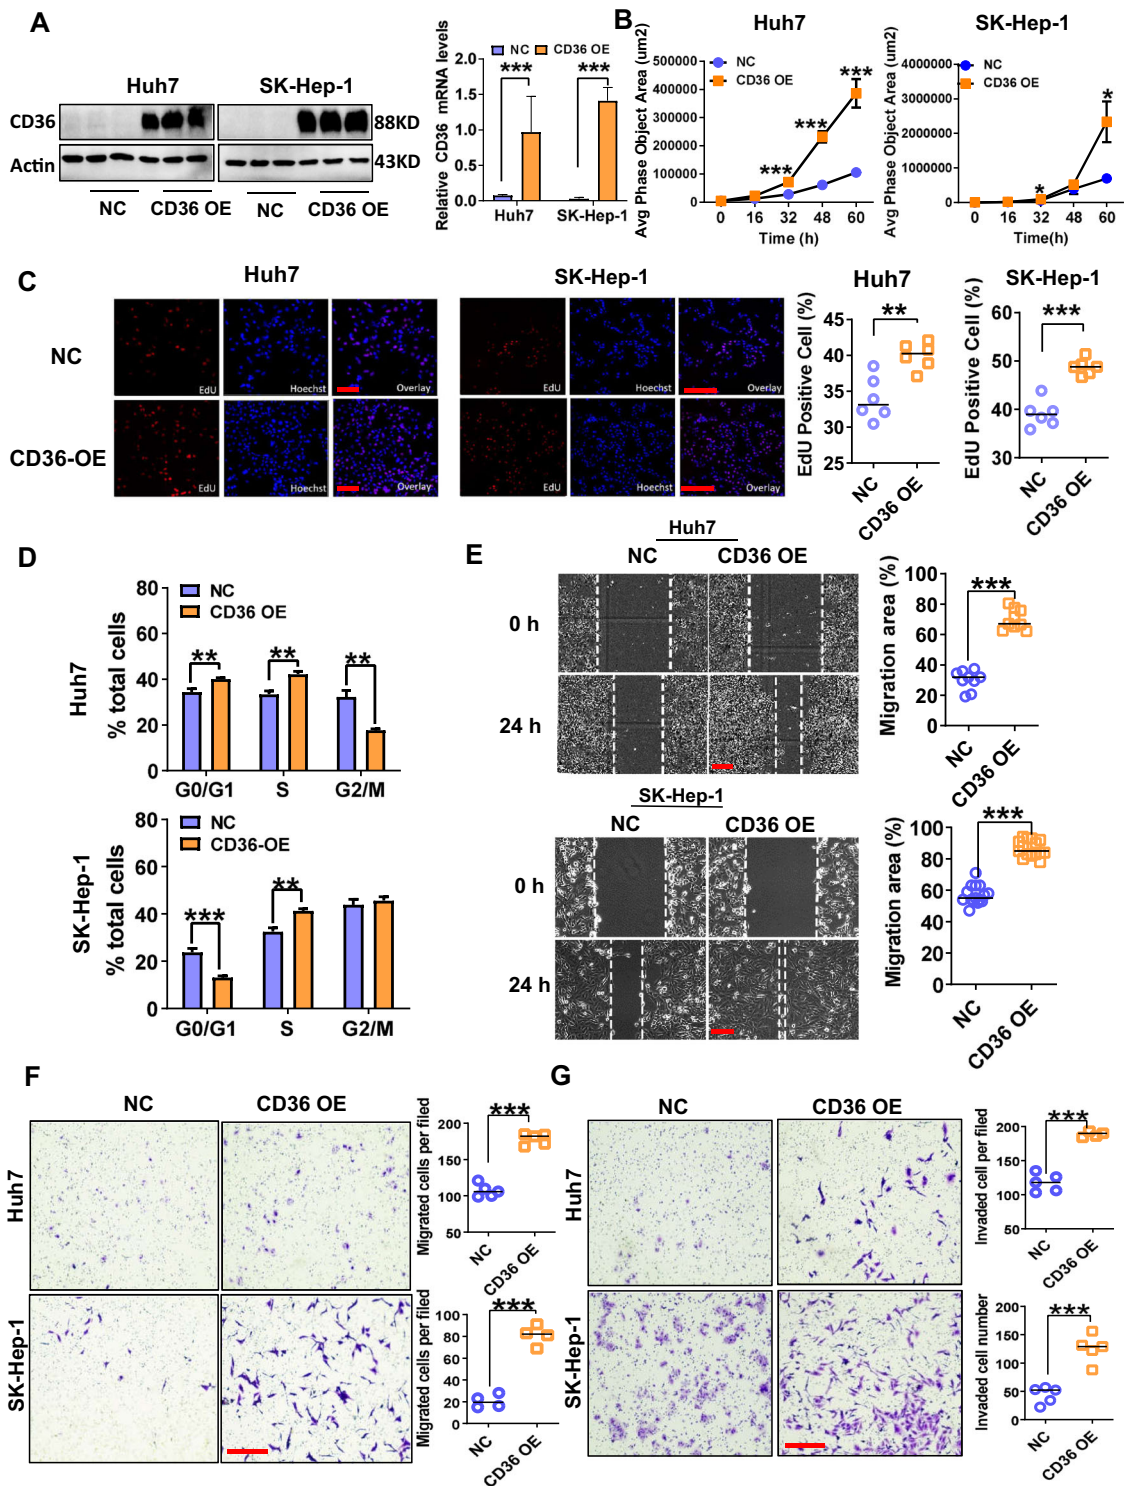 A
Huh7
SK-Hep-1
CD36
88KD
Actin
43KD
NC
CD36 OE
NC
CD36 OE
Relative CD36 mRNA levels
NC
CD36 OE
2.0
1.5
1.0
0.5
0.0
***
***
Huh7
SK-Hep-1
B
Huh7
Avg Phase Object Area (um2)
500000
400000
300000
200000
100000
0
NC
CD36 OE
***
***
***
0 16 32 48 60
Time (h)
SK-Hep-1
Avg Phase Object Area (um2)
4000000
3000000
2000000
1000000
0
NC
CD36 OE
*
*
0 16 32 48 60
Time(h)
C
Huh7
SK-Hep-1
NC
EdU
Hoechst
Overlay
EdU
Hoechst
Overlay
CD36-OE
EdU
Hoechst
Overlay
EdU
Hoechst
Overlay
Huh7
EdU Positive Cell (%)
45
40
35
30
25
**
NC
CD36 OE
SK-Hep-1
EdU Positive Cell (%)
60
50
40
30
***
NC
CD36 OE
D
Huh7
% total cells
80
60
40
20
0
NC
CD36 OE
**
**
**
G0/G1 S G2/M
SK-Hep-1
% total cells
80
60
40
20
0
NC
CD36-OE
***
**
G0/G1 S G2/M
E
Huh7
NC
CD36 OE
0 h
24 h
Migration area (%)
100
80
60
40
20
0
***
NC
CD36 OE
SK-Hep-1
NC
CD36 OE
0 h
24 h
Migration area (%)
100
80
60
40
20
0
***
NC
CD36 OE
F
NC
CD36 OE
Huh7
SK-Hep-1
Migrated cells per filed
200
150
100
50
***
NC
CD36 OE
Migrated cells per filed
100
80
60
40
20
0
***
NC
CD36 OE
G
NC
CD36 OE
Huh7
SK-Hep-1
Invaded cell per filed
200
150
100
50
***
NC
CD36 OE
Invaded cell number
150
100
50
0
***
NC
CD36 OE